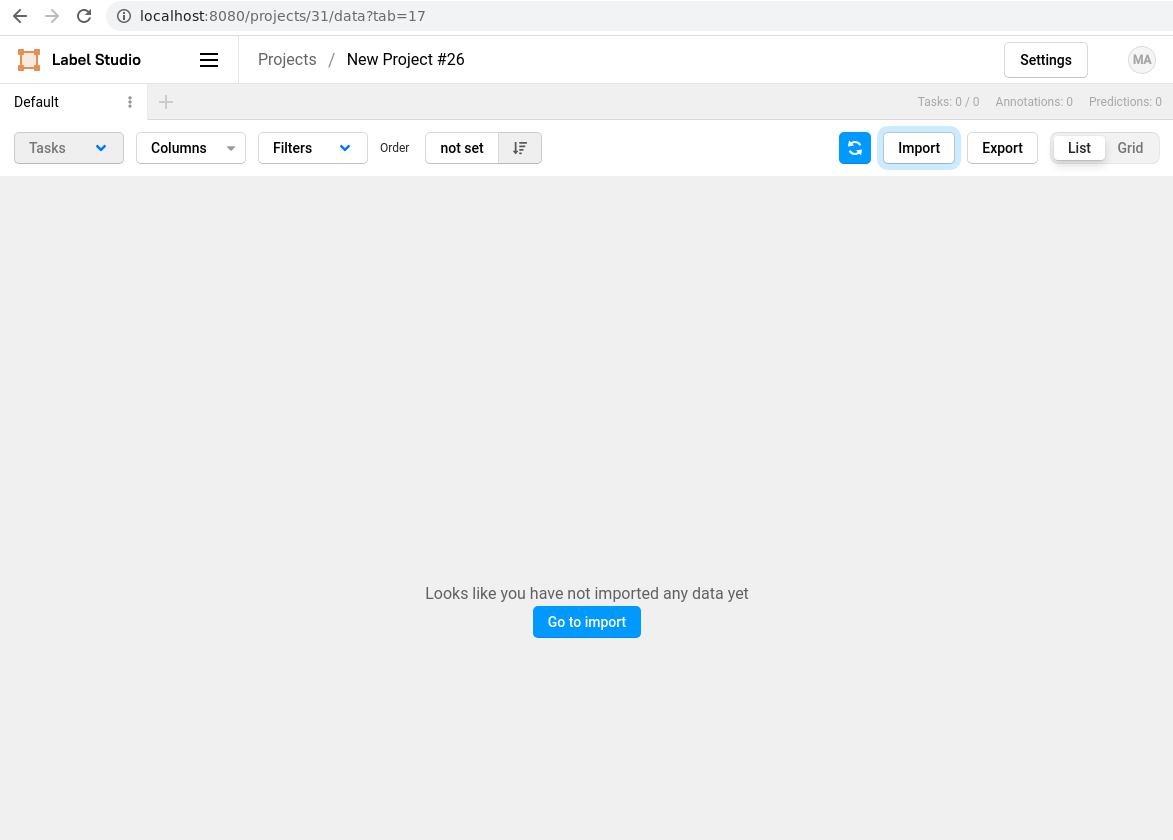 localhost:8080/projects/31/data?tab=17
Label Studio
Projects / New Project #26
Settings
MA
Default
Tasks: 0 / 0 Annotations: 0 Predictions: 0
Tasks Columns Filters Order not set Import Export List Grid
Looks like you have not imported any data yet
Go to import